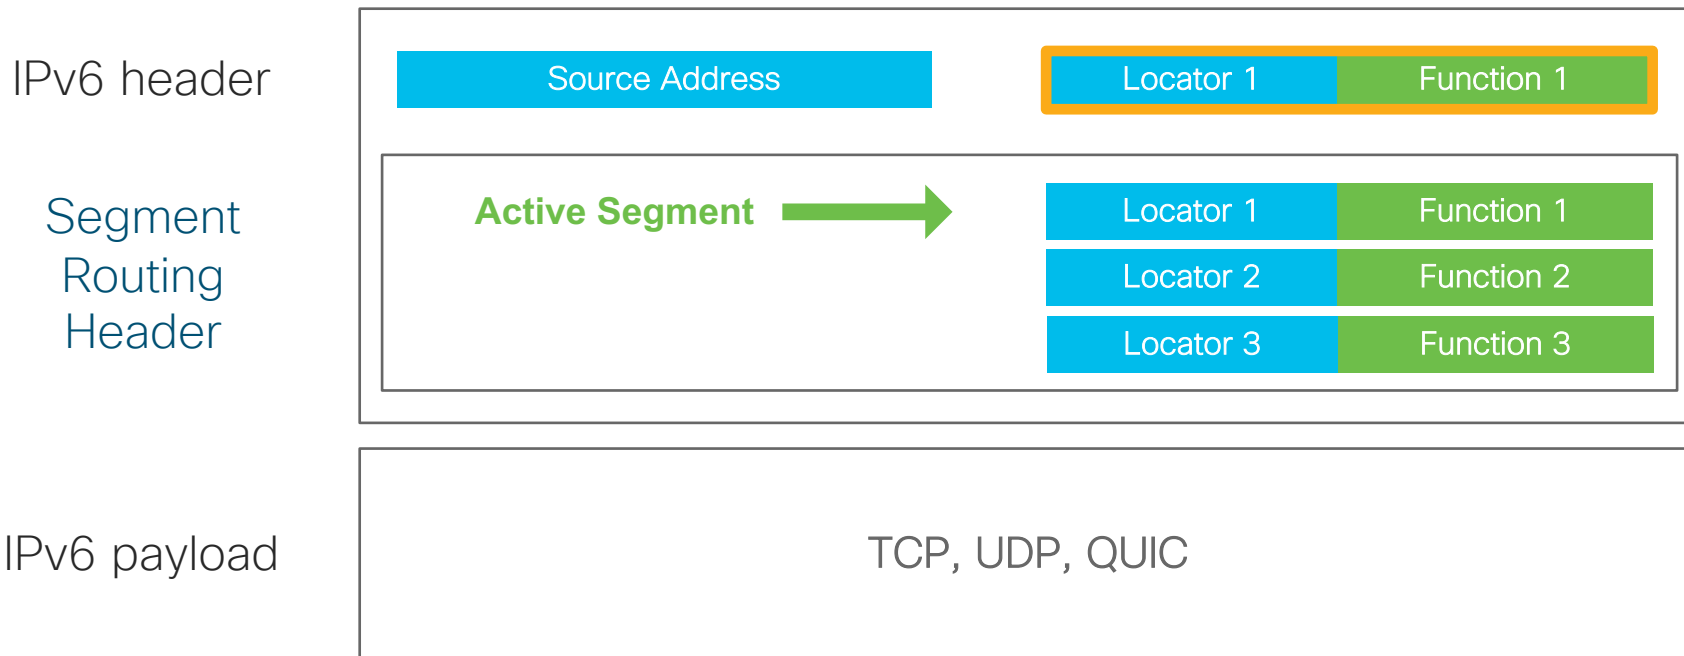 IPv6 header
Source Address
Locator 1
Function 1
Segment
Routing
Header
Active Segment
Locator 1
Function 1
Locator 2
Function 2
Locator 3
Function 3
IPv6 payload
TCP, UDP, QUIC